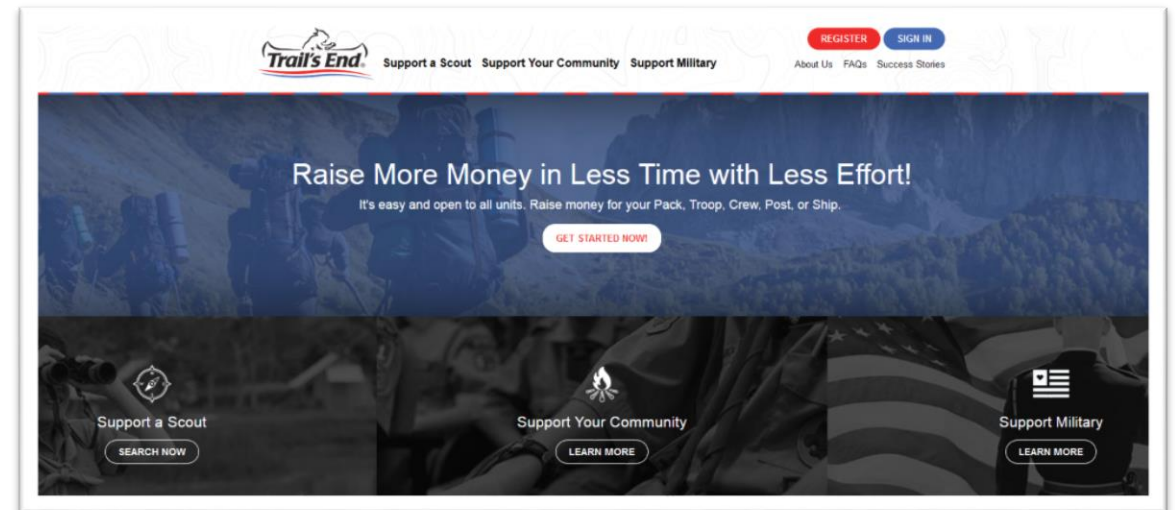 Trail's End®
Support a Scout Support Your Community Support Military
REGISTER SIGN IN
About Us FAQs Success Stories
Raise More Money in Less Time with Less Effort!
It's easy and open to all units. Raise money for your Pack, Troop, Crew, Post, or Ship.
GET STARTED NOW!
Support a Scout
SEARCH NOW
Support Your Community
LEARN MORE
Support Military
LEARN MORE